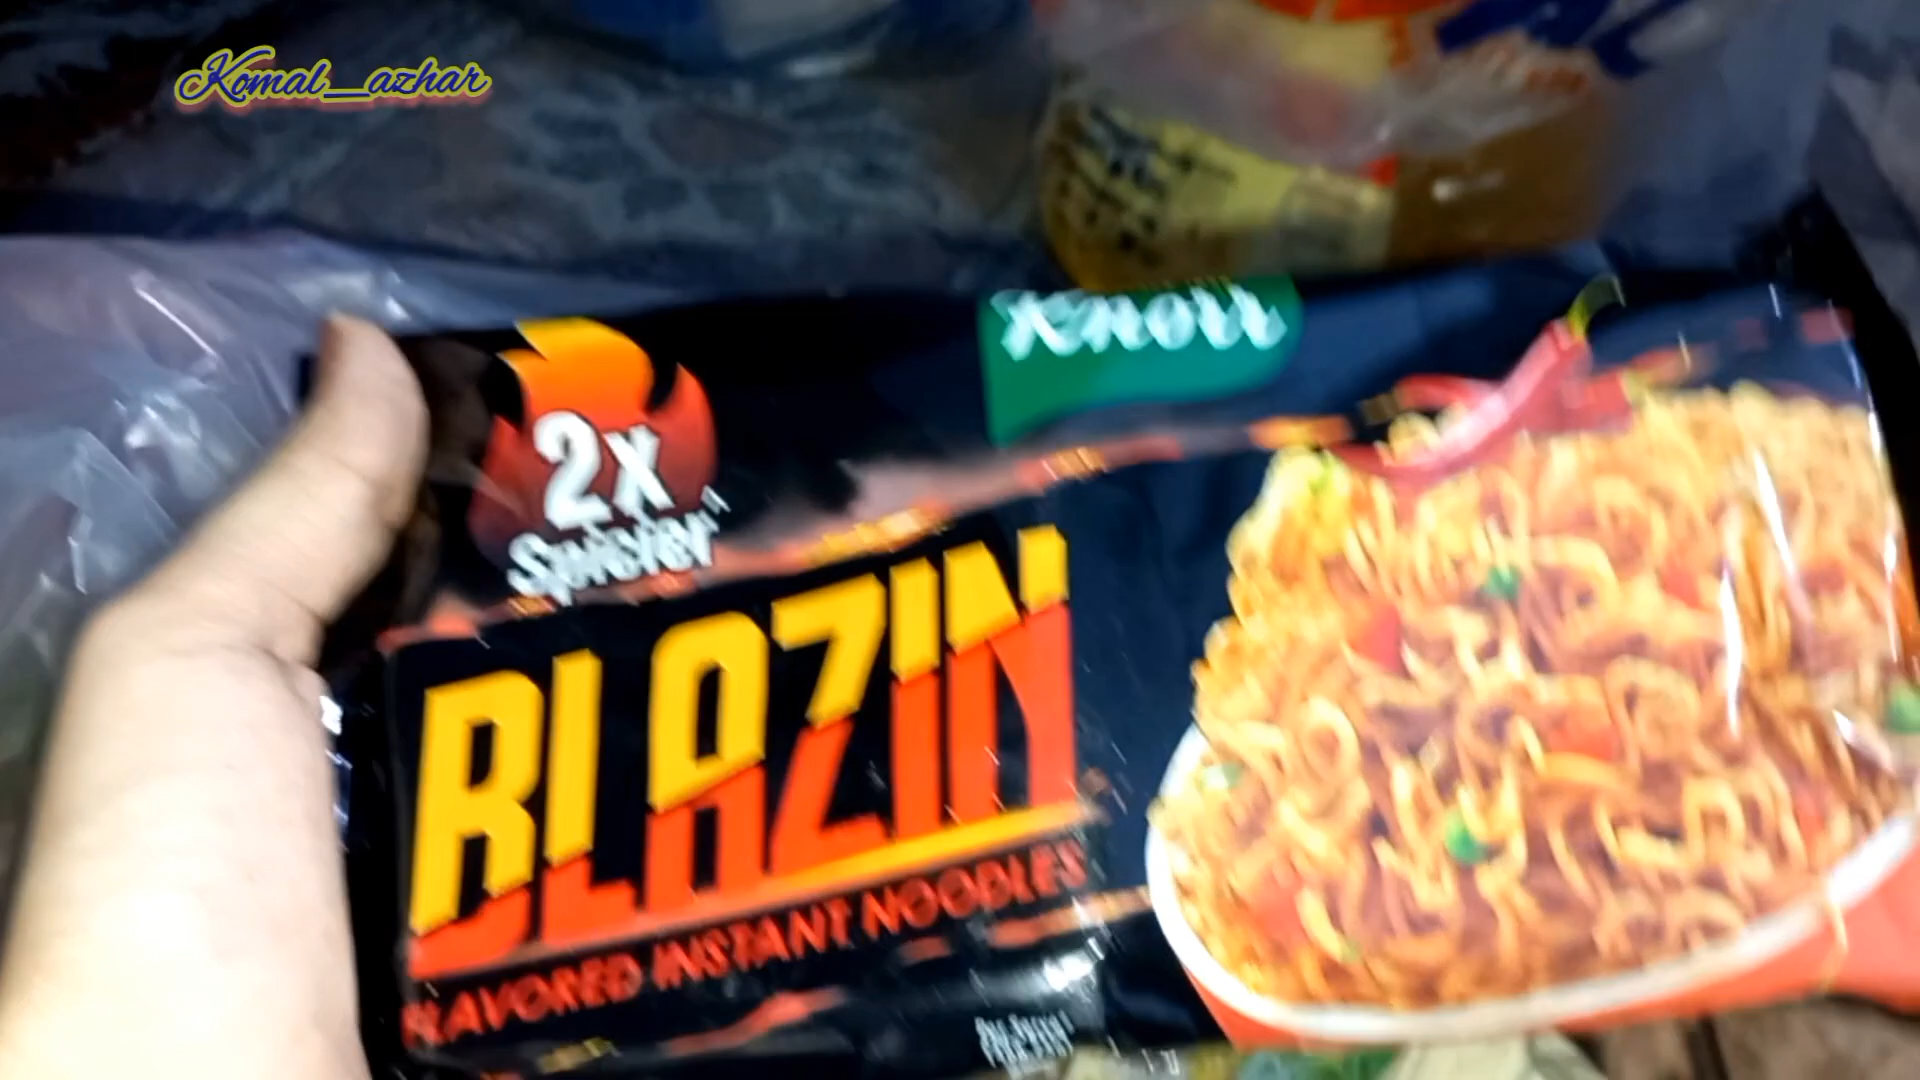 Komal_azhar
Knorr
2x
Spicier
BLAZIN
FLAVORED INSTANT NOODLES